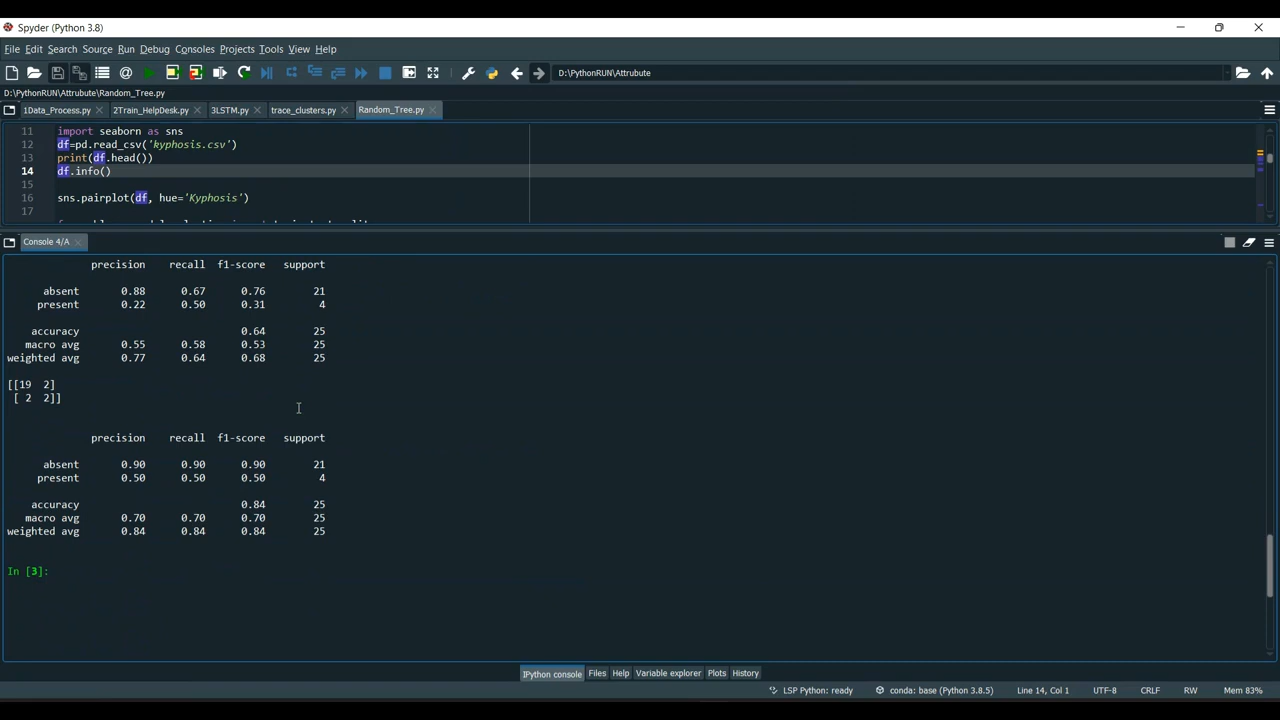 Spyder (Python 3.8)
File Edit Search Source Run Debug Consoles Projects Tools View Help
D:\PythonRUN\Attrubute
D:\PythonRUN\Attrubute\Random_Tree.py
1Data_Process.py 2Train_HelpDesk.py 3LSTM.py trace_clusters.py Random_Tree.py
11 import seaborn as sns
12 df=pd.read_csv('kyphosis.csv')
13 print(df.head())
14 df.info()
15
16 sns.pairplot(df, hue='Kyphosis')
17
Console 4/A
precision recall f1-score support
absent 0.88 0.67 0.76 21
present 0.22 0.50 0.31 4
accuracy 0.64 25
macro avg 0.55 0.58 0.53 25
weighted avg 0.77 0.64 0.68 25
[[19 2]
[ 2 2]]
precision recall f1-score support
absent 0.90 0.90 0.90 21
present 0.50 0.50 0.50 4
accuracy 0.84 25
macro avg 0.70 0.70 0.70 25
weighted avg 0.84 0.84 0.84 25
In [3]:
IPython console Files Help Variable explorer Plots History
LSP Python: ready conda: base (Python 3.8.5) Line 14, Col 1 UTF-8 CRLF RW Mem 83%